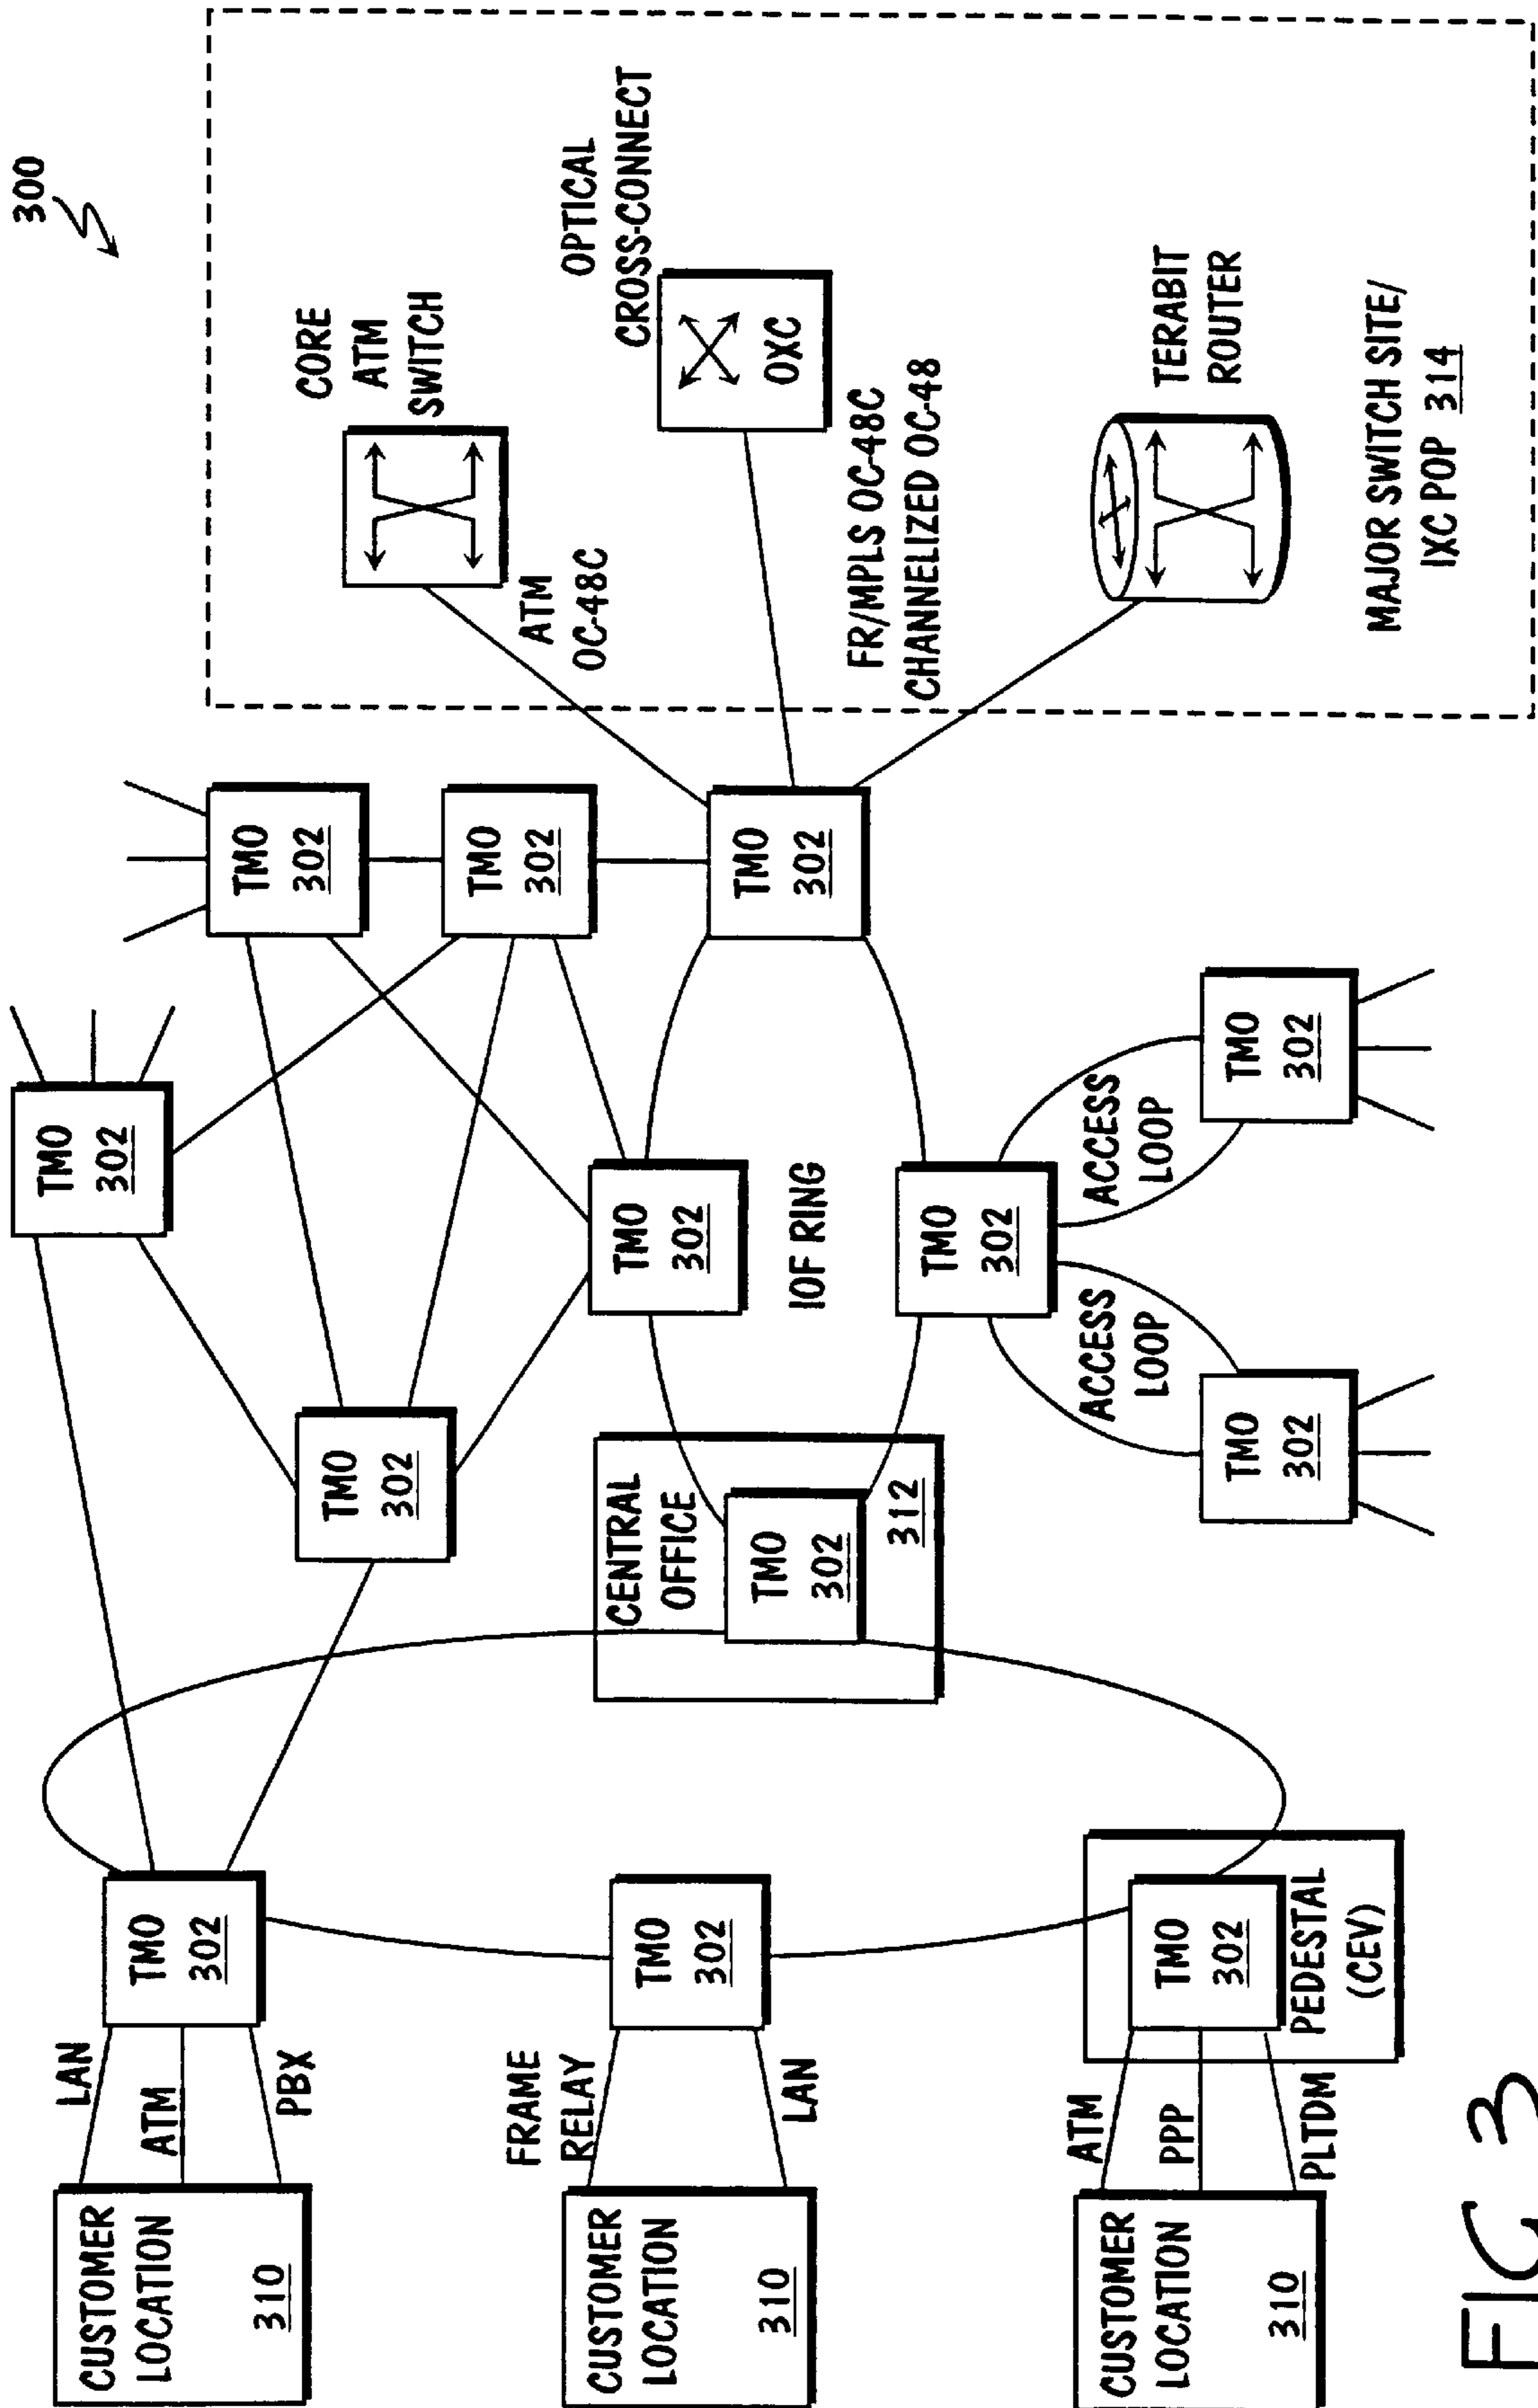 300
CUSTOMER
LOCATION
310
LAN
ATM
PBX
TMO
302
TMO
302
TMO
302
TMO
302
TMO
302
CORE
ATM
SWITCH
ATM
OC-48C
OPTICAL
CROSS-CONNECT
OXC
FR/MPLS OC-48C
CHANNELIZED OC-48
TERABIT
ROUTER
MAJOR SWITCH SITE/
IXC POP 314
CUSTOMER
LOCATION
310
FRAME
RELAY
LAN
TMO
302
CENTRAL
OFFICE
TMO
302
312
TMO
302
IOF RING
TMO
302
TMO
302
ACCESS
LOOP
ACCESS
LOOP
TMO
302
TMO
302
CUSTOMER
LOCATION
310
ATM
PPP
PLTDM
TMO
302
PEDESTAL
(CEV)
FIG 3